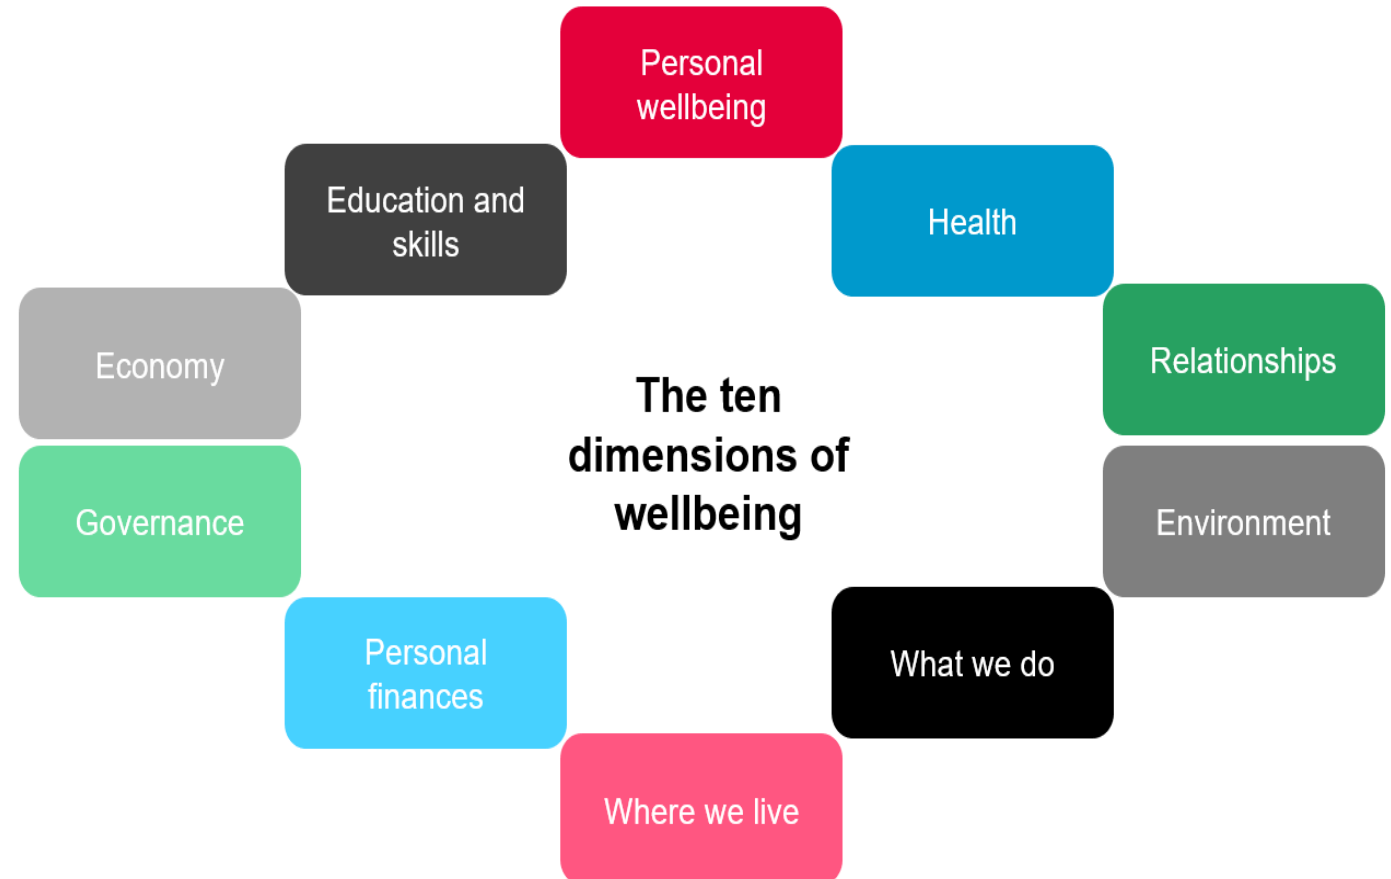 Personal
wellbeing
Education and
skills
Health
Economy
Relationships
The ten
dimensions of
wellbeing
Governance
Environment
Personal
finances
What we do
Where we live